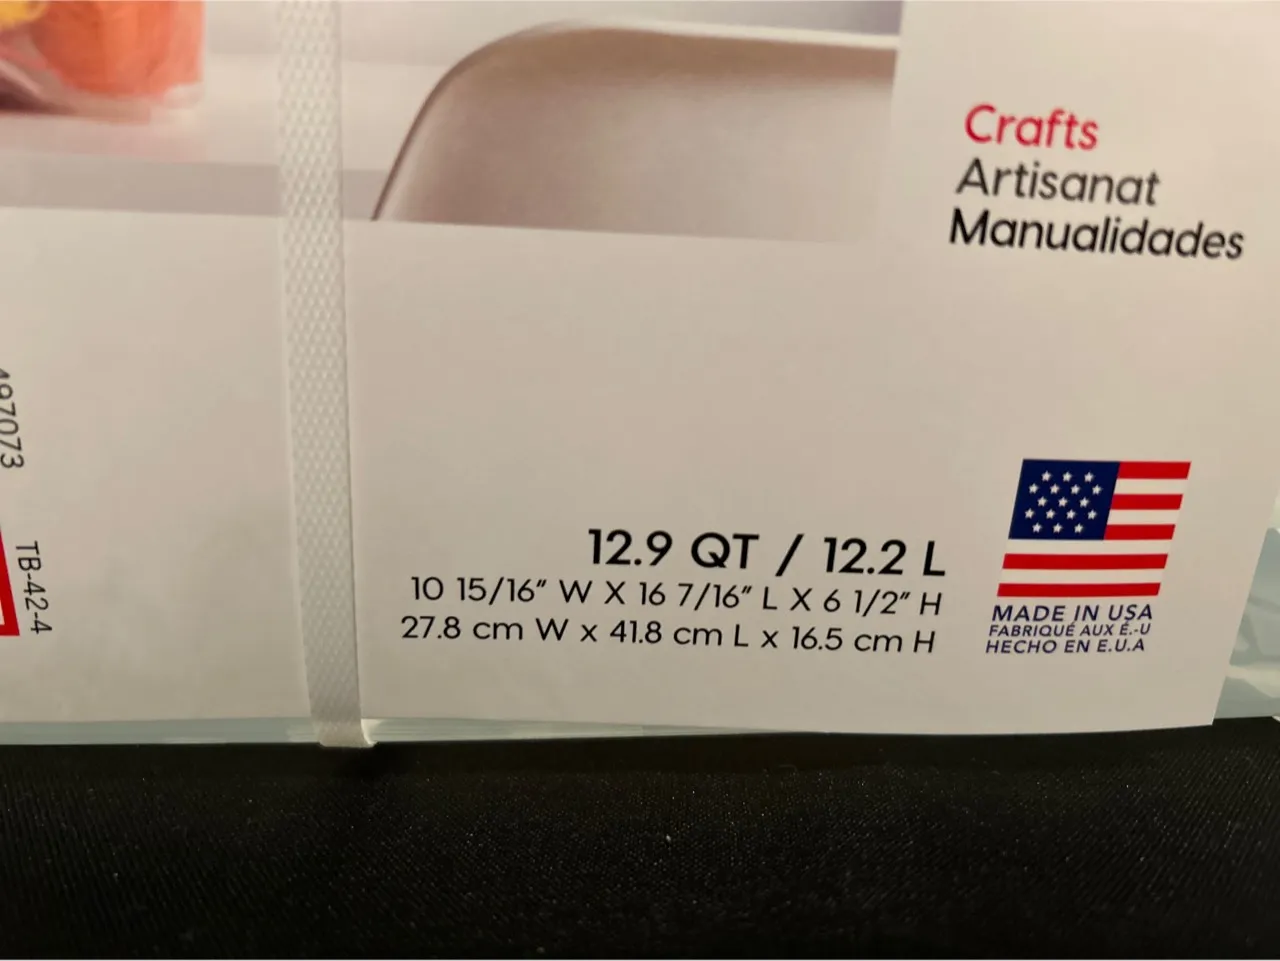 Crafts
Artisanat
Manualidades
97073
TB-42-4
12.9 QT / 12.2 L
10 15/16” W X 16 7/16” L X 6 1/2” H
27.8 cm W x 41.8 cm L x 16.5 cm H
MADE IN USA
FABRIQUÉ AUX É.-U
HECHO EN E.U.A